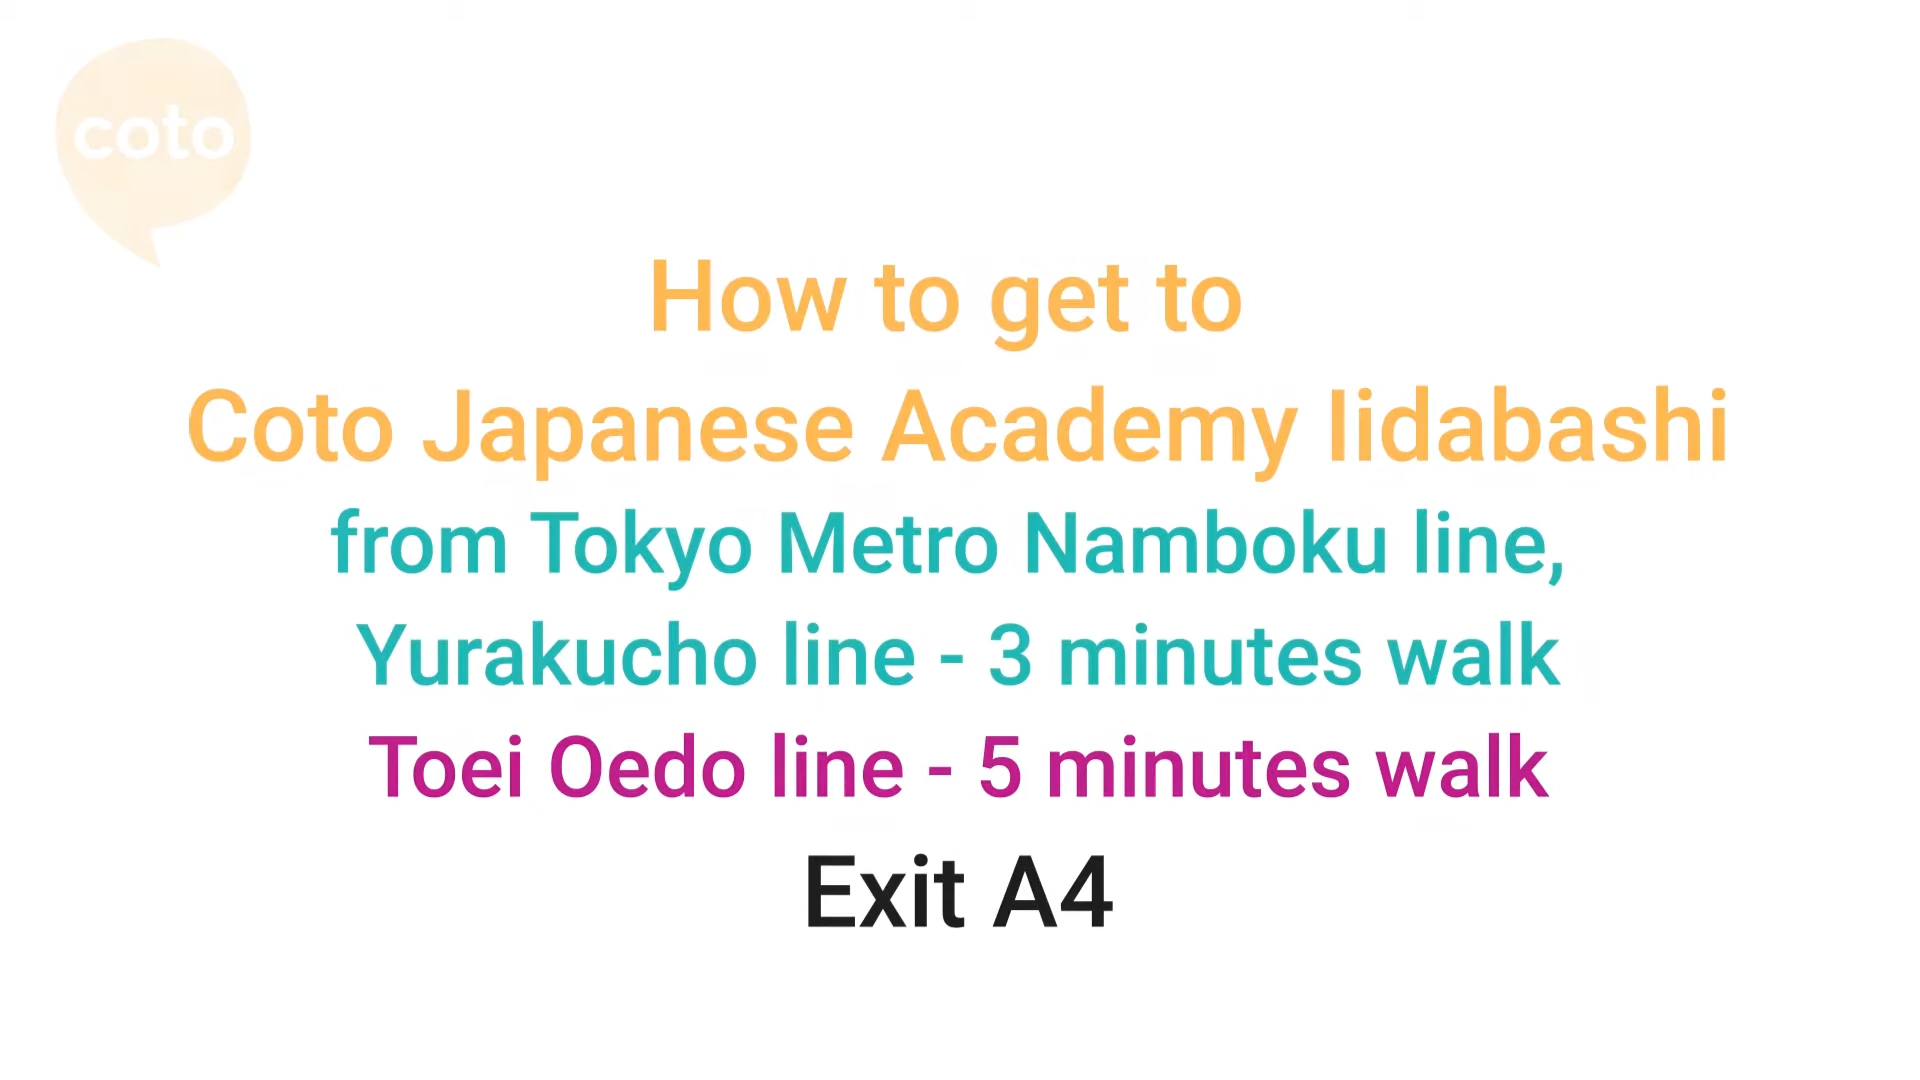 coto
How to get to
Coto Japanese Academy Iidabashi
from Tokyo Metro Namboku line,
Yurakucho line - 3 minutes walk
Toei Oedo line - 5 minutes walk
Exit A4